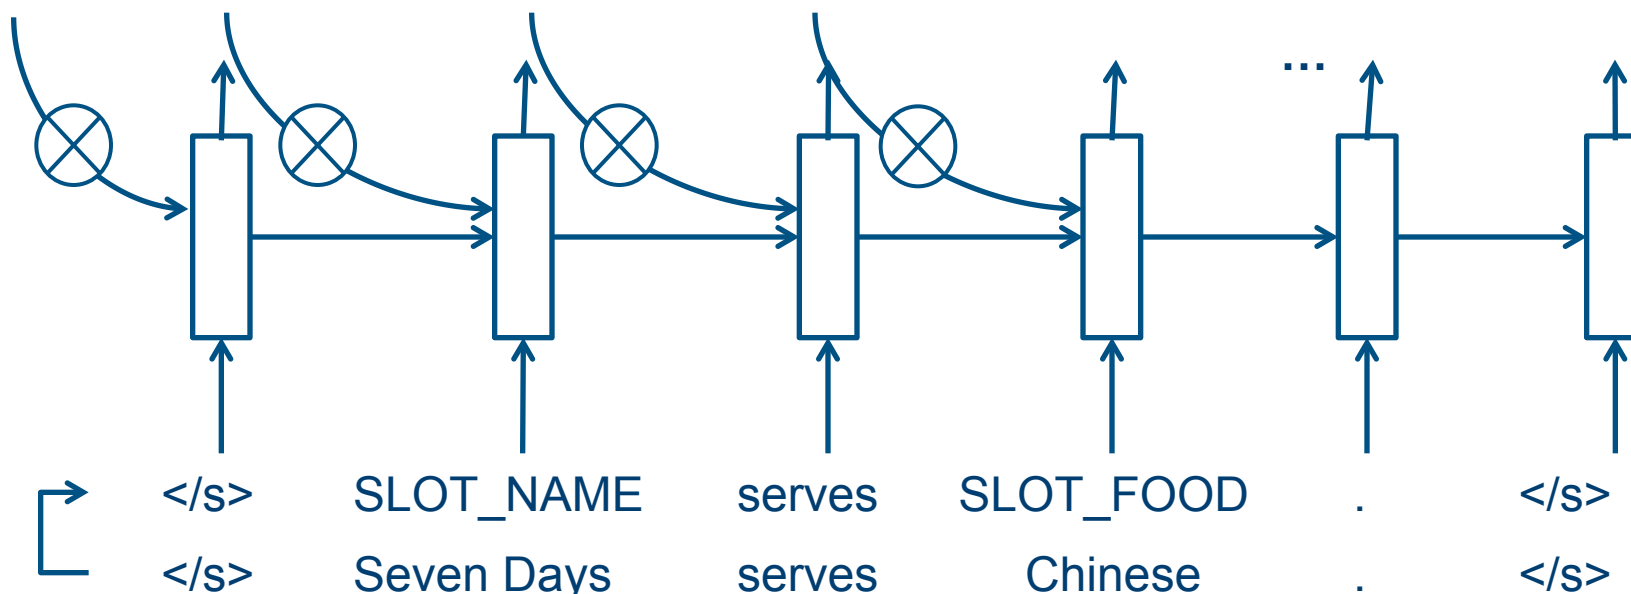 ...
</s> SLOT_NAME serves SLOT_FOOD . </s>
</s> Seven Days serves Chinese . </s>